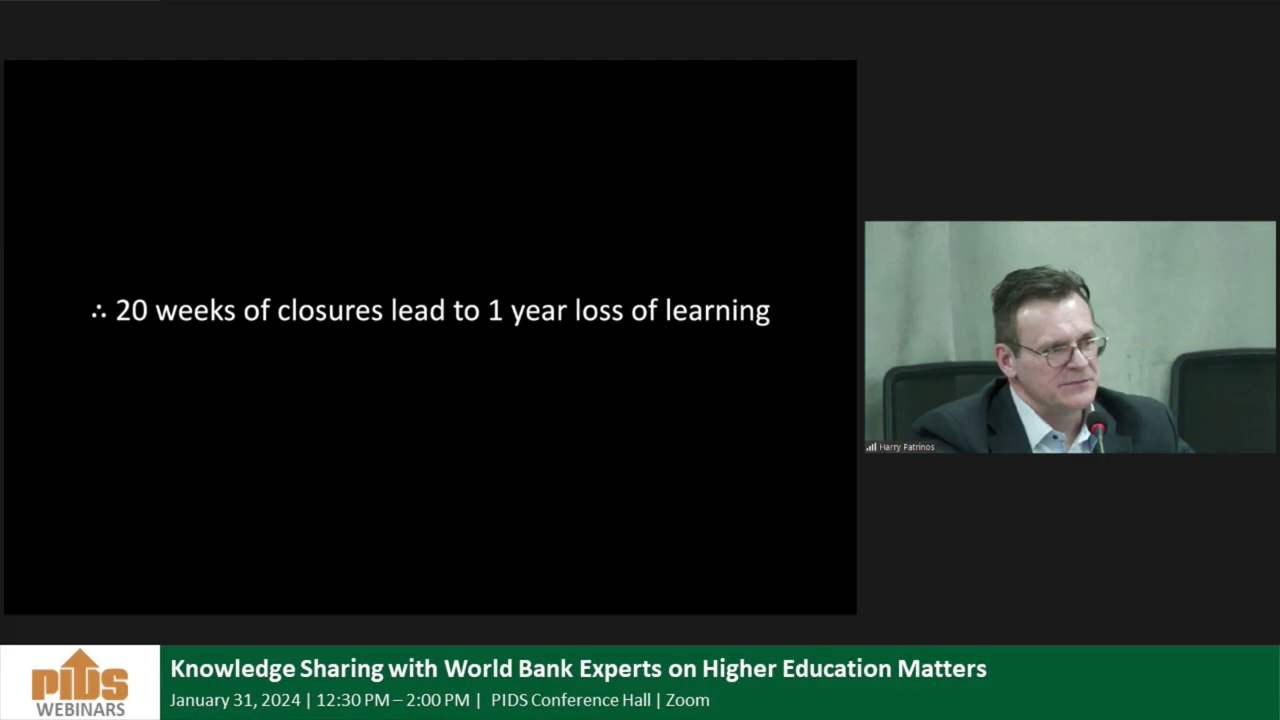 ∴ 20 weeks of closures lead to 1 year loss of learning
Harry Patrinos
PIDS
WEBINARS
Knowledge Sharing with World Bank Experts on Higher Education Matters
January 31, 2024 | 12:30 PM – 2:00 PM | PIDS Conference Hall | Zoom